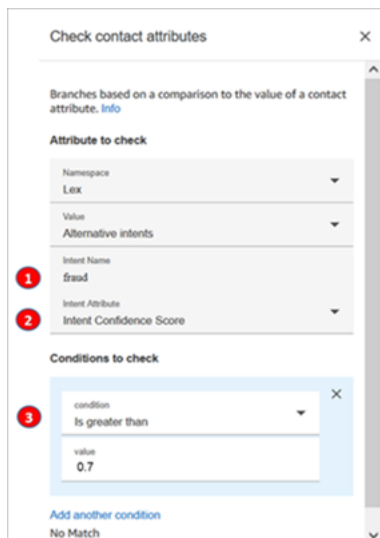 Check contact attributes
Branches based on a comparison to the value of a contact
attribute. Info
Attribute to check
Namespace
Lex
Value
Alternative intents
Intent Name
1
fraud
Intent Attribute
2
Intent Confidence Score
Conditions to check
condition
3
Is greater than
value
0.7
Add another condition
No Match